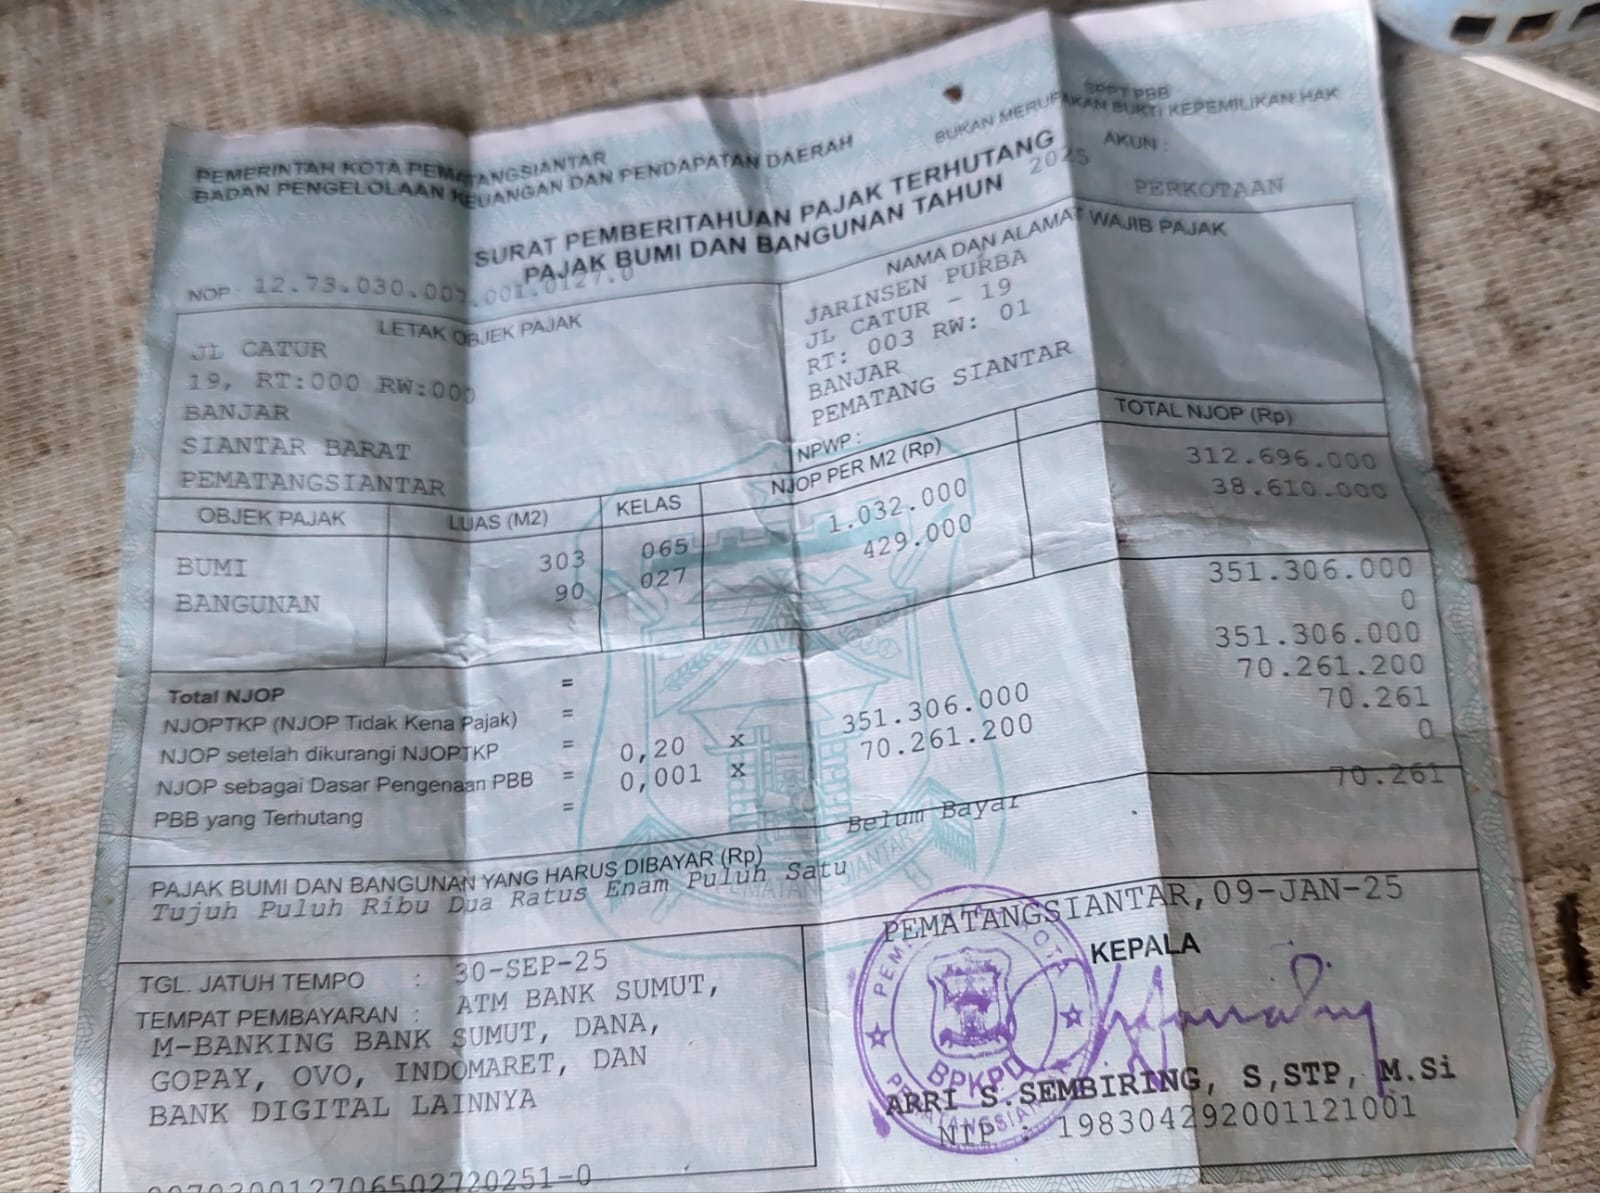 SPPT PBB
BUKAN MERUPAKAN BUKTI KEPEMILIKAN HAK
PEMERINTAH KOTA PEMATANGSIANTAR
BADAN PENGELOLAAN KEUANGAN DAN PENDAPATAN DAERAH
AKUN :
SURAT PEMBERITAHUAN PAJAK TERHUTANG
PAJAK BUMI DAN BANGUNAN TAHUN 2025
PERKOTAAN
NOP 12.73.030.007.001.0127.0
LETAK OBJEK PAJAK
JL CATUR
19, RT:000 RW:000
BANJAR
SIANTAR BARAT
PEMATANGSIANTAR
NAMA DAN ALAMAT WAJIB PAJAK
JARINSEN PURBA
JL CATUR - 19
RT: 003 RW: 01
BANJAR
PEMATANG SIANTAR
NPWP :
OBJEK PAJAK LUAS (M2) KELAS NJOP PER M2 (Rp) TOTAL NJOP (Rp)
BUMI 303 065 1.032.000 312.696.000
BANGUNAN 90 027 429.000 38.610.000
Total NJOP = 351.306.000
NJOPTKP (NJOP Tidak Kena Pajak) = 0
NJOP setelah dikurangi NJOPTKP = 351.306.000
NJOP sebagai Dasar Pengenaan PBB = 0,20 x 351.306.000 70.261.200
PBB yang Terhutang = 0,001 x 70.261.200 70.261
0
PAJAK BUMI DAN BANGUNAN YANG HARUS DIBAYAR (Rp) Belum Bayar 70.261
Tujuh Puluh Ribu Dua Ratus Enam Puluh Satu
TGL. JATUH TEMPO : 30-SEP-25
TEMPAT PEMBAYARAN : ATM BANK SUMUT,
M-BANKING BANK SUMUT, DANA,
GOPAY, OVO, INDOMARET, DAN
BANK DIGITAL LAINNYA
PEMATANGSIANTAR, 09-JAN-25
KEPALA
BPKPD
ARRI S.SEMBIRING, S,STP, M.Si
NIP : 198304292001121001